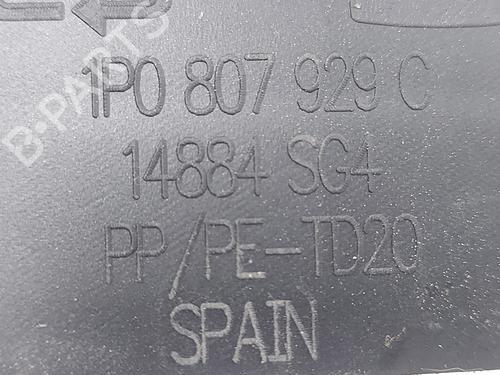 B-PARTS
1P0 807 929 C
14884 SG4
PP/PE-TD20
SPAIN